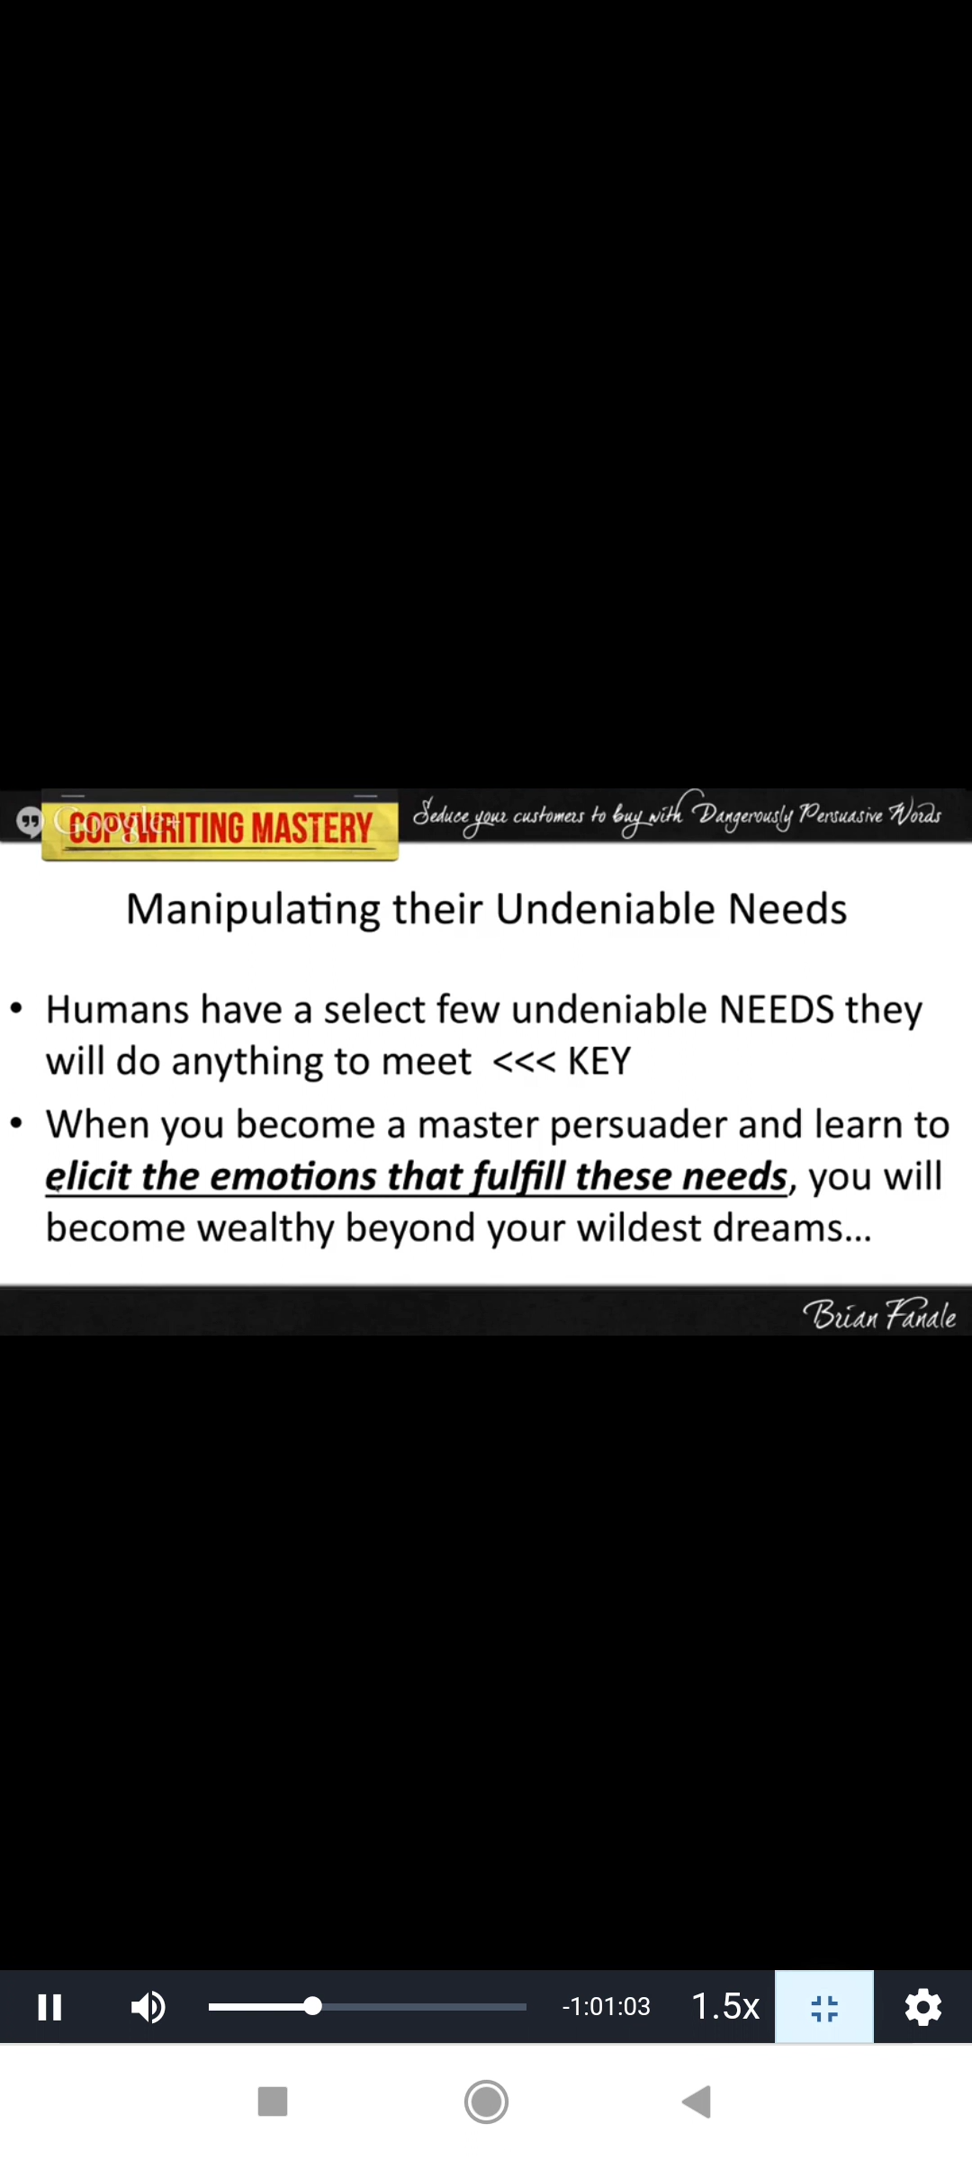 Google+
COPYWRITING MASTERY
Seduce your customers to buy with Dangerously Persuasive Words
Manipulating their Undeniable Needs
• Humans have a select few undeniable NEEDS they
will do anything to meet <<< KEY
• When you become a master persuader and learn to
elicit the emotions that fulfill these needs, you will
become wealthy beyond your wildest dreams...
Brian Fanale
-1:01:03 1.5x